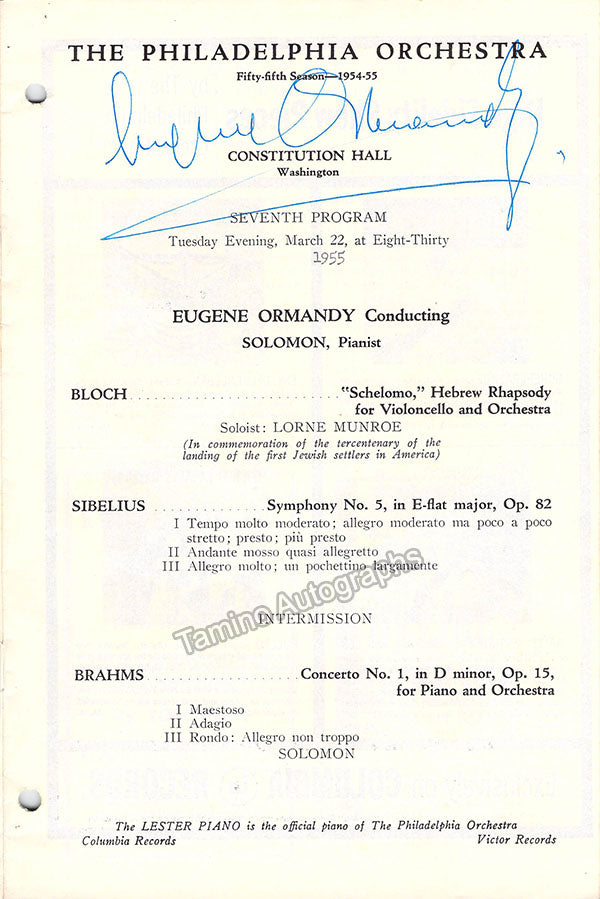 THE PHILADELPHIA ORCHESTRA
Fifty-fifth Season—1954-55
Eugene Ormandy
CONSTITUTION HALL
Washington
SEVENTH PROGRAM
Tuesday Evening, March 22, at Eight-Thirty
1955
EUGENE ORMANDY Conducting
SOLOMON, Pianist
BLOCH ........................ "Schelomo," Hebrew Rhapsody
for Violoncello and Orchestra
Soloist: LORNE MUNROE
(In commemoration of the tercentenary of the
landing of the first Jewish settlers in America)
SIBELIUS ............ Symphony No. 5, in E-flat major, Op. 82
I Tempo molto moderato; allegro moderato ma poco a poco
stretto; presto; più presto
II Andante mosso quasi allegretto
III Allegro molto; un pochettino largamente
Tamino Autographs
INTERMISSION
BRAHMS ................ Concerto No. 1, in D minor, Op. 15,
for Piano and Orchestra
I Maestoso
II Adagio
III Rondo: Allegro non troppo
SOLOMON
The LESTER PIANO is the official piano of The Philadelphia Orchestra
Columbia Records Victor Records